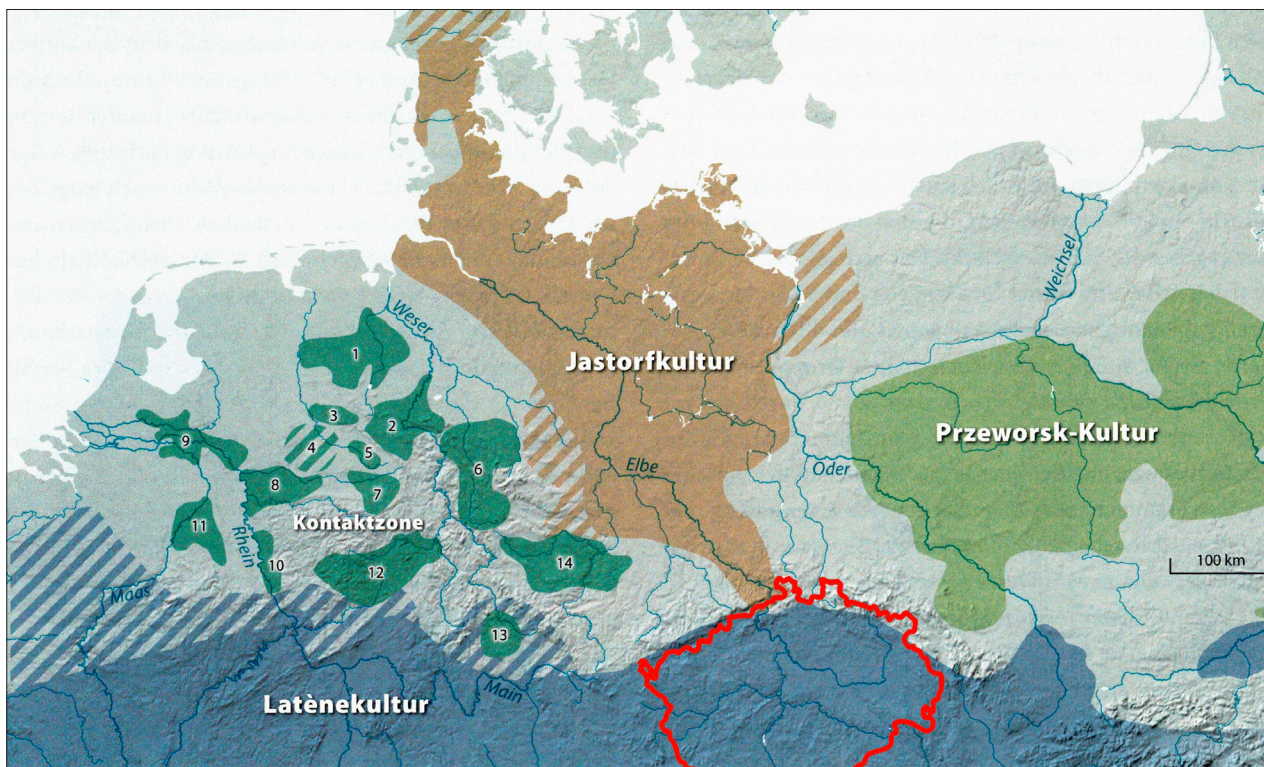 Weichsel
Weser
1
Jastorfkultur
3
2
4
5
9
Przeworsk-Kultur
6
Elbe
Oder
8
7
11
Kontaktzone
Rhein
10
12
14
100 km
Maas
13
Main
Latènekultur